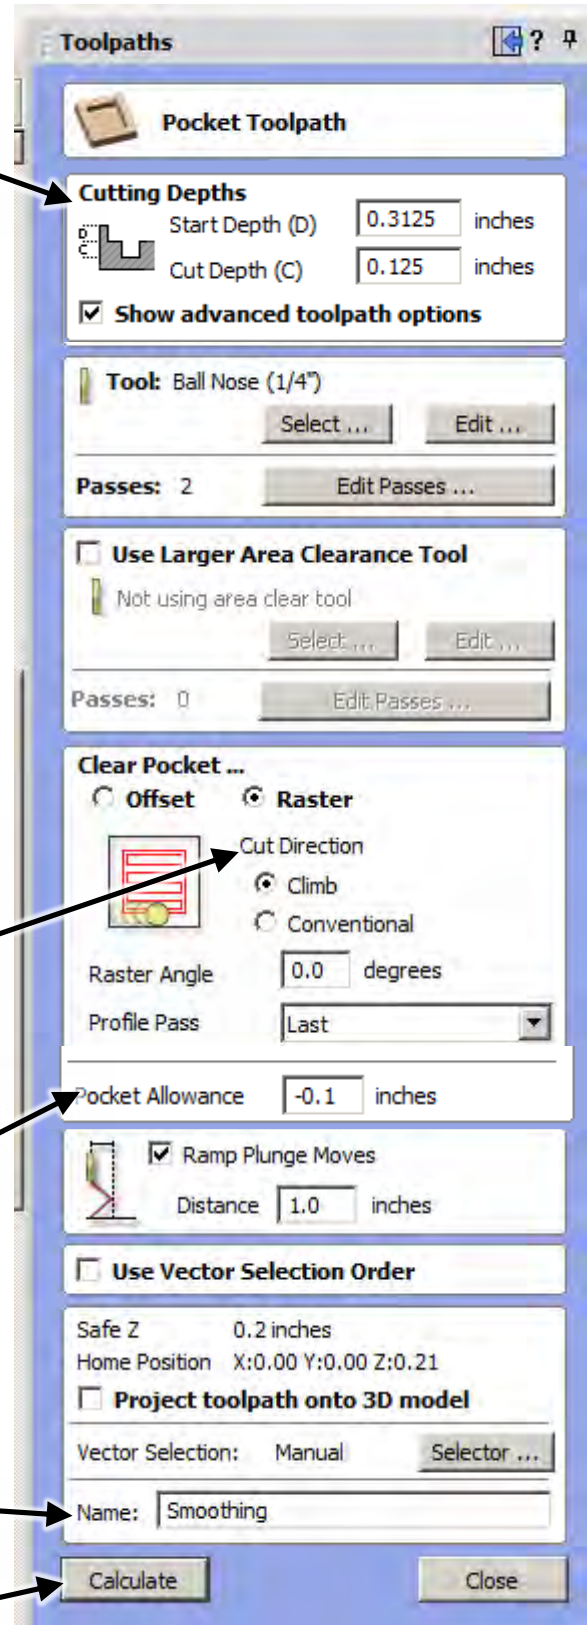 Toolpaths ?
Pocket Toolpath
Cutting Depths
D
Start Depth (D) 0.3125 inches
C
Cut Depth (C) 0.125 inches
Show advanced toolpath options
Tool: Ball Nose (1/4")
Select ... Edit ...
Passes: 2 Edit Passes ...
Use Larger Area Clearance Tool
Not using area clear tool
Select ... Edit ...
Passes: 0 Edit Passes ...
Clear Pocket ...
Offset Raster
Cut Direction
Climb
Conventional
Raster Angle 0.0 degrees
Profile Pass Last
Pocket Allowance -0.1 inches
Ramp Plunge Moves
Distance 1.0 inches
Use Vector Selection Order
Safe Z 0.2 inches
Home Position X:0.00 Y:0.00 Z:0.21
Project toolpath onto 3D model
Vector Selection: Manual Selector ...
Name: Smoothing
Calculate Close